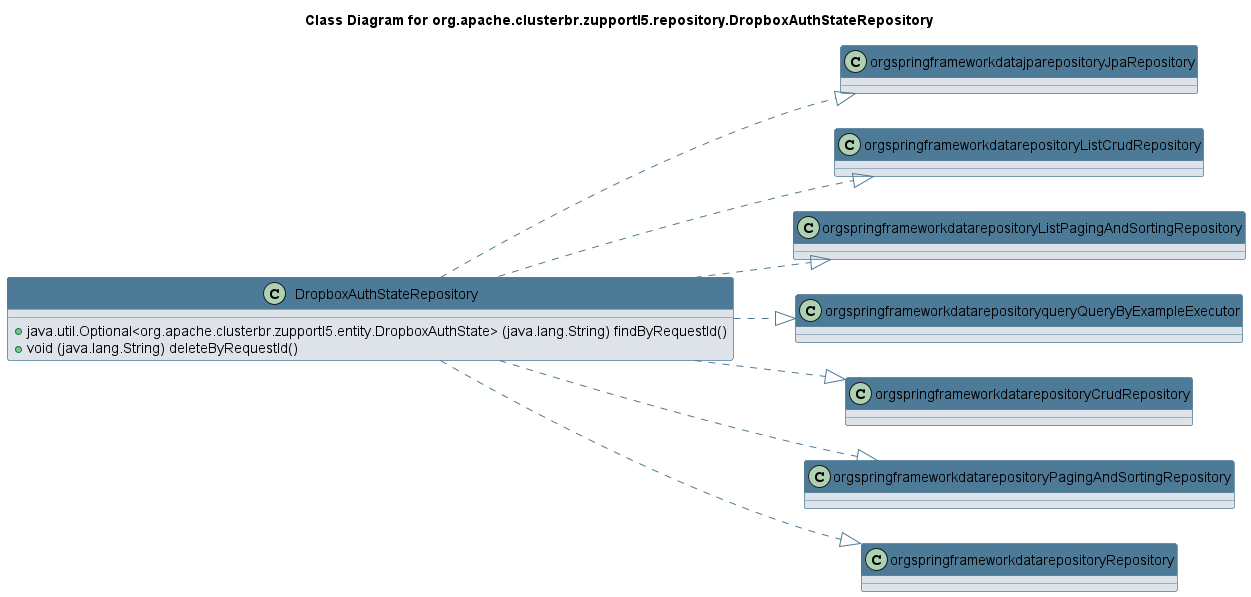 Class Diagram for org.apache.clusterbr.zupportl5.repository.DropboxAuthStateRepository
C orgspringframeworkdatajparepositoryJpaRepository
C orgspringframeworkdatarepositoryListCrudRepository
C orgspringframeworkdatarepositoryListPagingAndSortingRepository
C DropboxAuthStateRepository
java.util.Optional<org.apache.clusterbr.zupportl5.entity.DropboxAuthState> (java.lang.String) findByRequestId()
void (java.lang.String) deleteByRequestId()
C orgspringframeworkdatarepositoryqueryQueryByExampleExecutor
C orgspringframeworkdatarepositoryCrudRepository
C orgspringframeworkdatarepositoryPagingAndSortingRepository
C orgspringframeworkdatarepositoryRepository